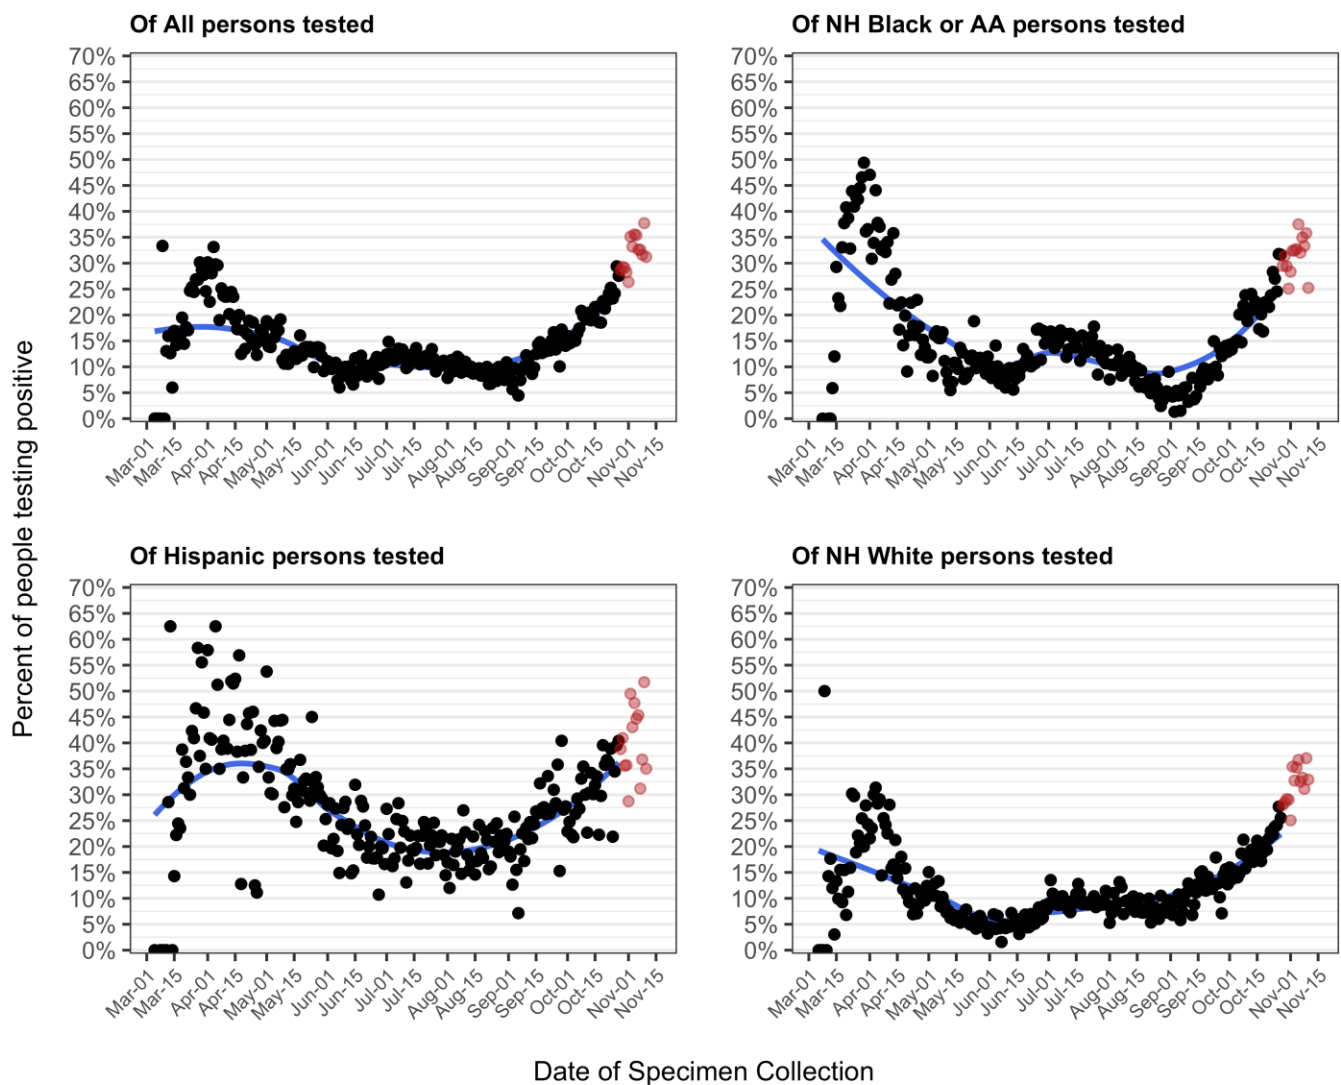 Of All persons tested
70%
65%
60%
55%
50%
45%
40%
35%
30%
25%
20%
15%
10%
5%
0%
Mar-01
Mar-15
Apr-01
Apr-15
May-01
May-15
Jun-01
Jun-15
Jul-01
Jul-15
Aug-01
Aug-15
Sep-01
Sep-15
Oct-01
Oct-15
Nov-01
Nov-15
Of NH Black or AA persons tested
70%
65%
60%
55%
50%
45%
40%
35%
30%
25%
20%
15%
10%
5%
0%
Mar-01
Mar-15
Apr-01
Apr-15
May-01
May-15
Jun-01
Jun-15
Jul-01
Jul-15
Aug-01
Aug-15
Sep-01
Sep-15
Oct-01
Oct-15
Nov-01
Nov-15
Percent of people testing positive
Of Hispanic persons tested
70%
65%
60%
55%
50%
45%
40%
35%
30%
25%
20%
15%
10%
5%
0%
Mar-01
Mar-15
Apr-01
Apr-15
May-01
May-15
Jun-01
Jun-15
Jul-01
Jul-15
Aug-01
Aug-15
Sep-01
Sep-15
Oct-01
Oct-15
Nov-01
Nov-15
Of NH White persons tested
70%
65%
60%
55%
50%
45%
40%
35%
30%
25%
20%
15%
10%
5%
0%
Mar-01
Mar-15
Apr-01
Apr-15
May-01
May-15
Jun-01
Jun-15
Jul-01
Jul-15
Aug-01
Aug-15
Sep-01
Sep-15
Oct-01
Oct-15
Nov-01
Nov-15
Date of Specimen Collection